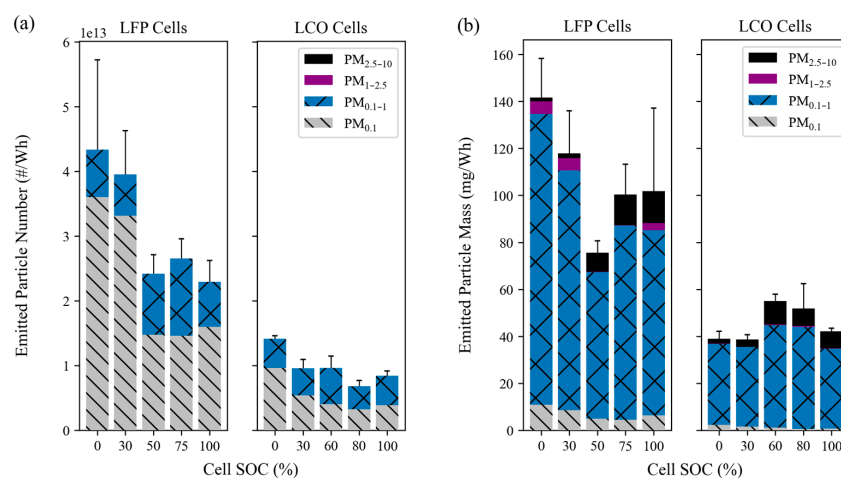 (a)
LFP Cells
LCO Cells
1e13
Emitted Particle Number (#/Wh)
6
5
4
3
2
1
0
PM2.5−10
PM1−2.5
PM0.1−1
PM0.1
0 30 50 75 100
0 30 60 80 100
Cell SOC (%)
(b)
LFP Cells
LCO Cells
Emitted Particle Mass (mg/Wh)
160
140
120
100
80
60
40
20
0
PM2.5−10
PM1−2.5
PM0.1−1
PM0.1
0 30 50 75 100
0 30 60 80 100
Cell SOC (%)